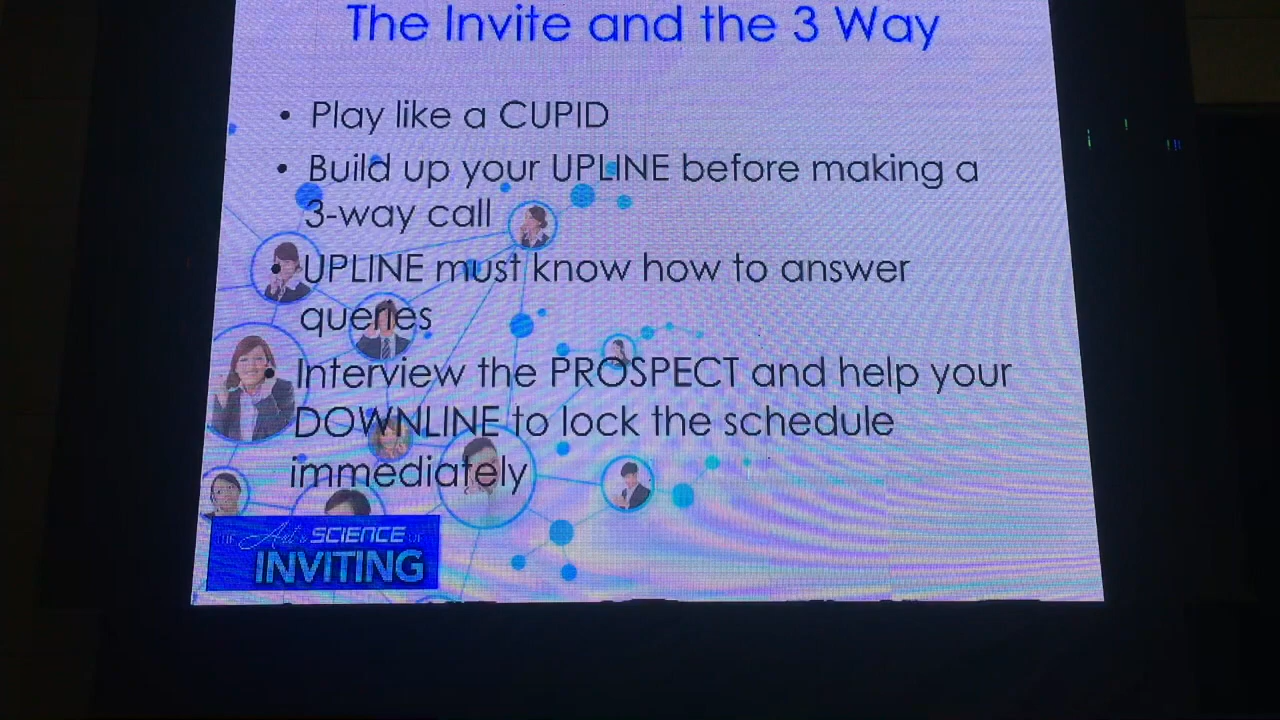 The Invite and the 3 Way
• Play like a CUPID
• Build up your UPLINE before making a
3-way call
• UPLINE must know how to answer
queries
• Interview the PROSPECT and help your
DOWNLINE to lock the schedule
immediately
THE Art & SCIENCE OF
INVITING